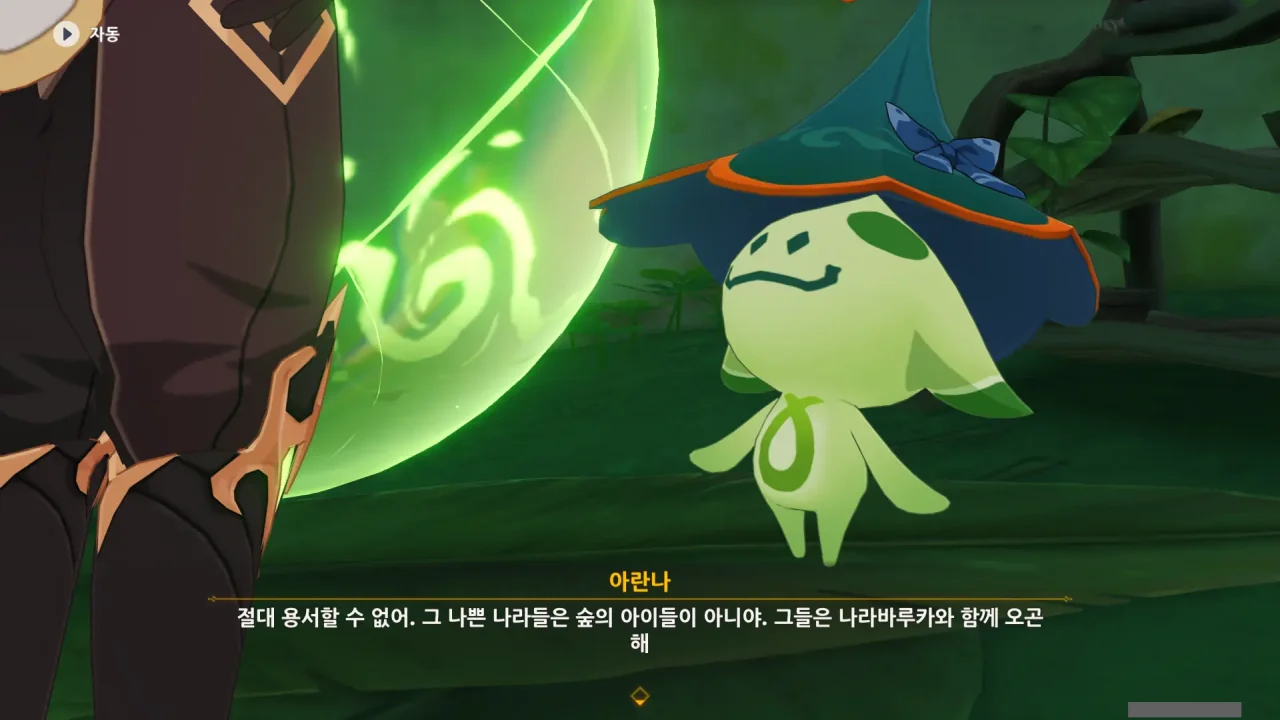 자동
아란나
절대 용서할 수 없어. 그 나쁜 나라들은 숲의 아이들이 아니야. 그들은 나라바루카와 함께 오곤
해